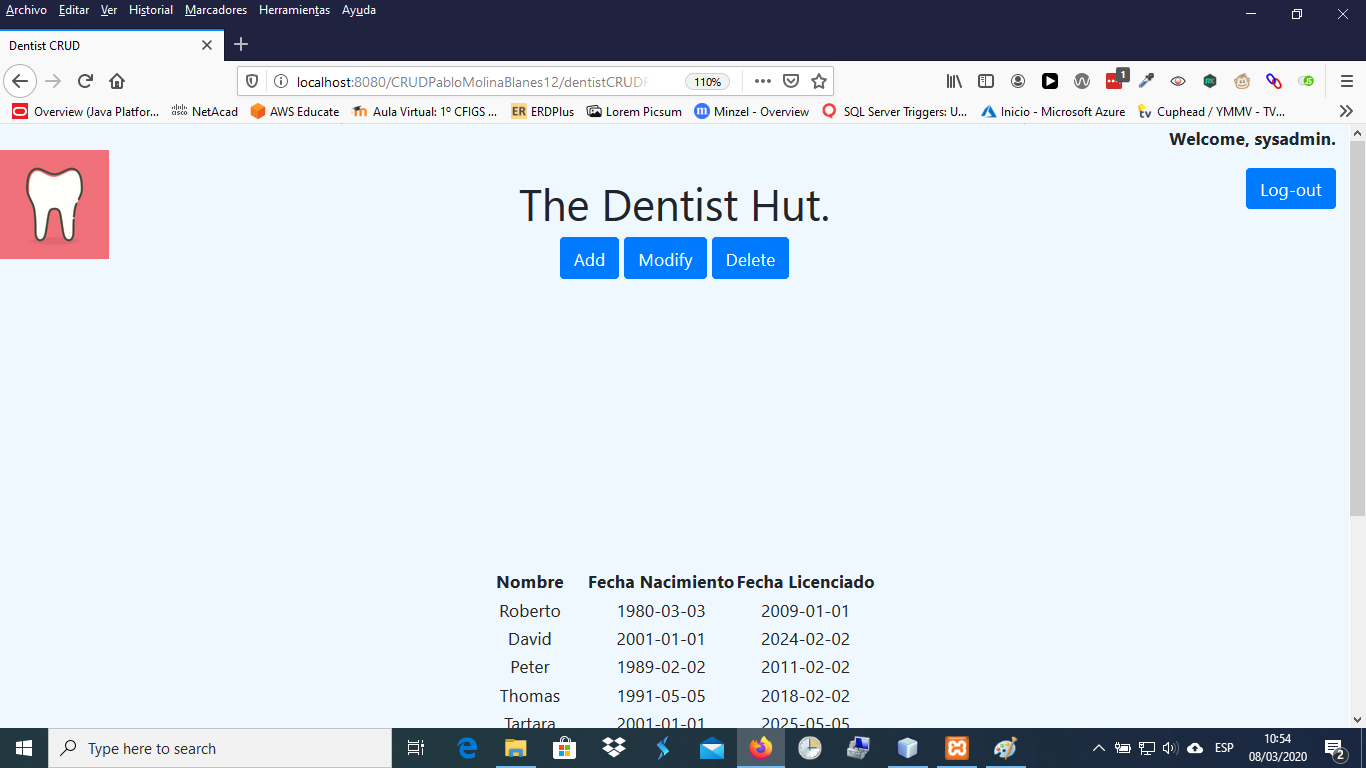 Archivo Editar Ver Historial Marcadores Herramientas Ayuda
Dentist CRUD
localhost:8080/CRUDPabloMolinaBlanes12/dentistCRUD
110%
1
Overview (Java Platfor... NetAcad AWS Educate Aula Virtual: 1º CFIGS ... ERDPlus Lorem Picsum Minzel - Overview SQL Server Triggers: U... Inicio - Microsoft Azure Cuphead / YMMV - TV...
Welcome, sysadmin.
Log-out
The Dentist Hut.
Add Modify Delete
Nombre Fecha Nacimiento Fecha Licenciado
Roberto 1980-03-03 2009-01-01
David 2001-01-01 2024-02-02
Peter 1989-02-02 2011-02-02
Thomas 1991-05-05 2018-02-02
Tartara 2001-01-01 2025-05-05
Type here to search
ESP
10:54
08/03/2020
2